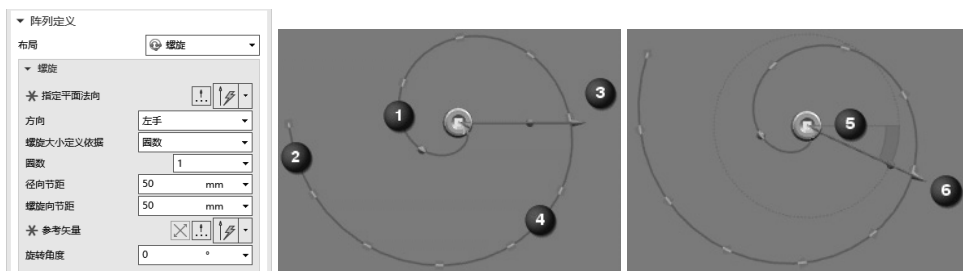 阵列定义
布局 螺旋
螺旋
指定平面法向
方向 左手
螺旋大小定义依据 圈数
圈数 1
径向节距 50 mm
螺旋向节距 50 mm
参考矢量
旋转角度 0 °
1
2
3
4
5
6